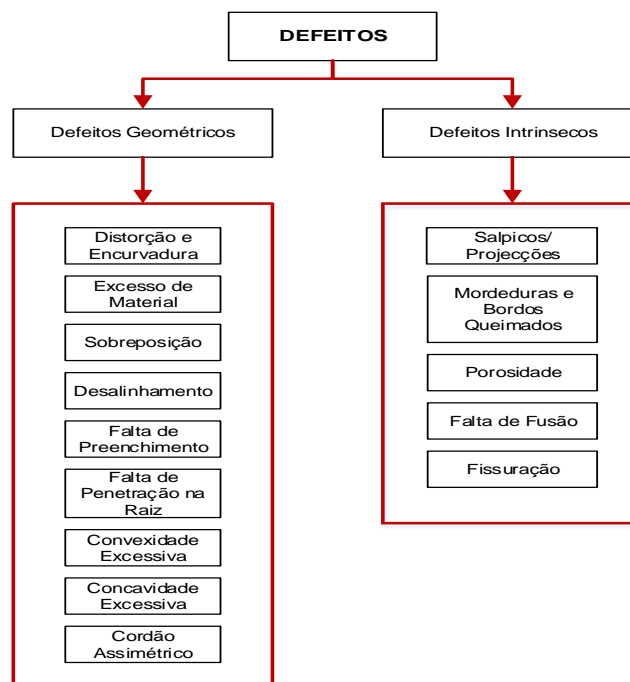 DEFEITOS
Defeitos Geométricos
Defeitos Intrinsecos
Distorção e
Encurvadura
Excesso de
Material
Sobreposição
Desalinhamento
Falta de
Preenchimento
Falta de
Penetração na
Raiz
Convexidade
Excessiva
Concavidade
Excessiva
Cordão
Assimétrico
Salpicos/
Projecções
Mordeduras e
Bordos
Queimados
Porosidade
Falta de Fusão
Fissuração